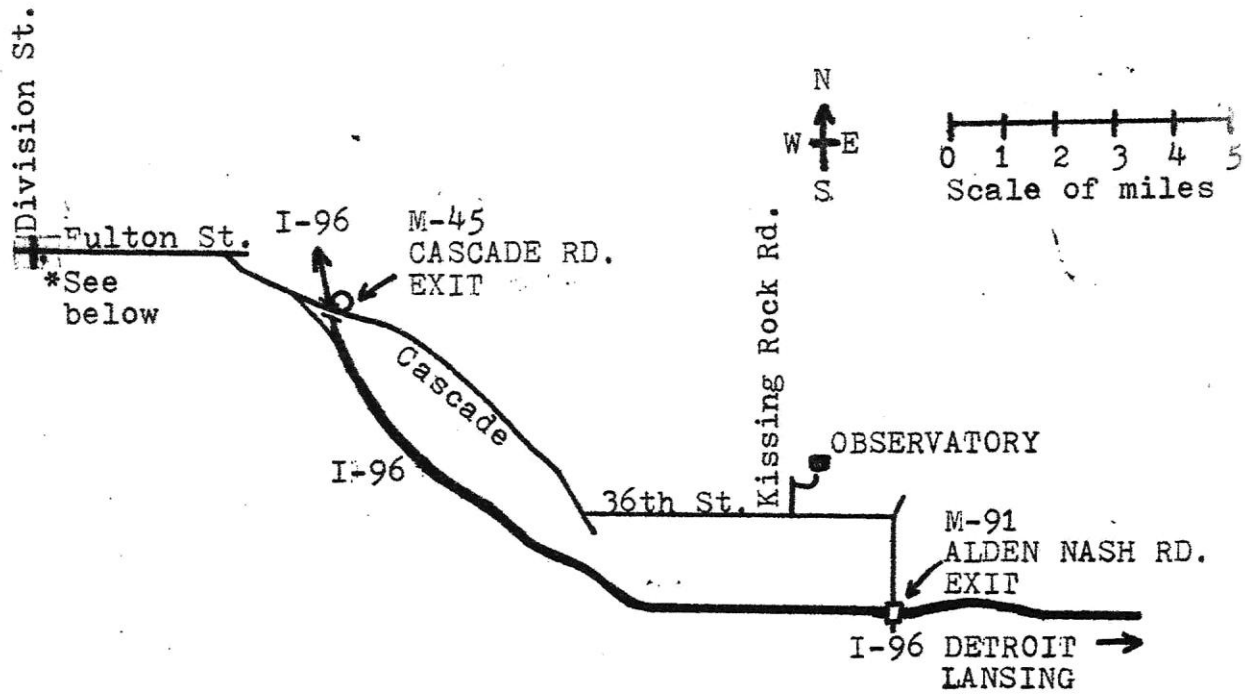 Division St.
Fulton St.
*See
below
I-96
M-45
CASCADE RD.
EXIT
N
W E
S
0 1 2 3 4 5
Scale of miles
Cascade
I-96
Kissing Rock Rd.
OBSERVATORY
36th St.
M-91
ALDEN NASH RD.
EXIT
I-96 DETROIT
LANSING